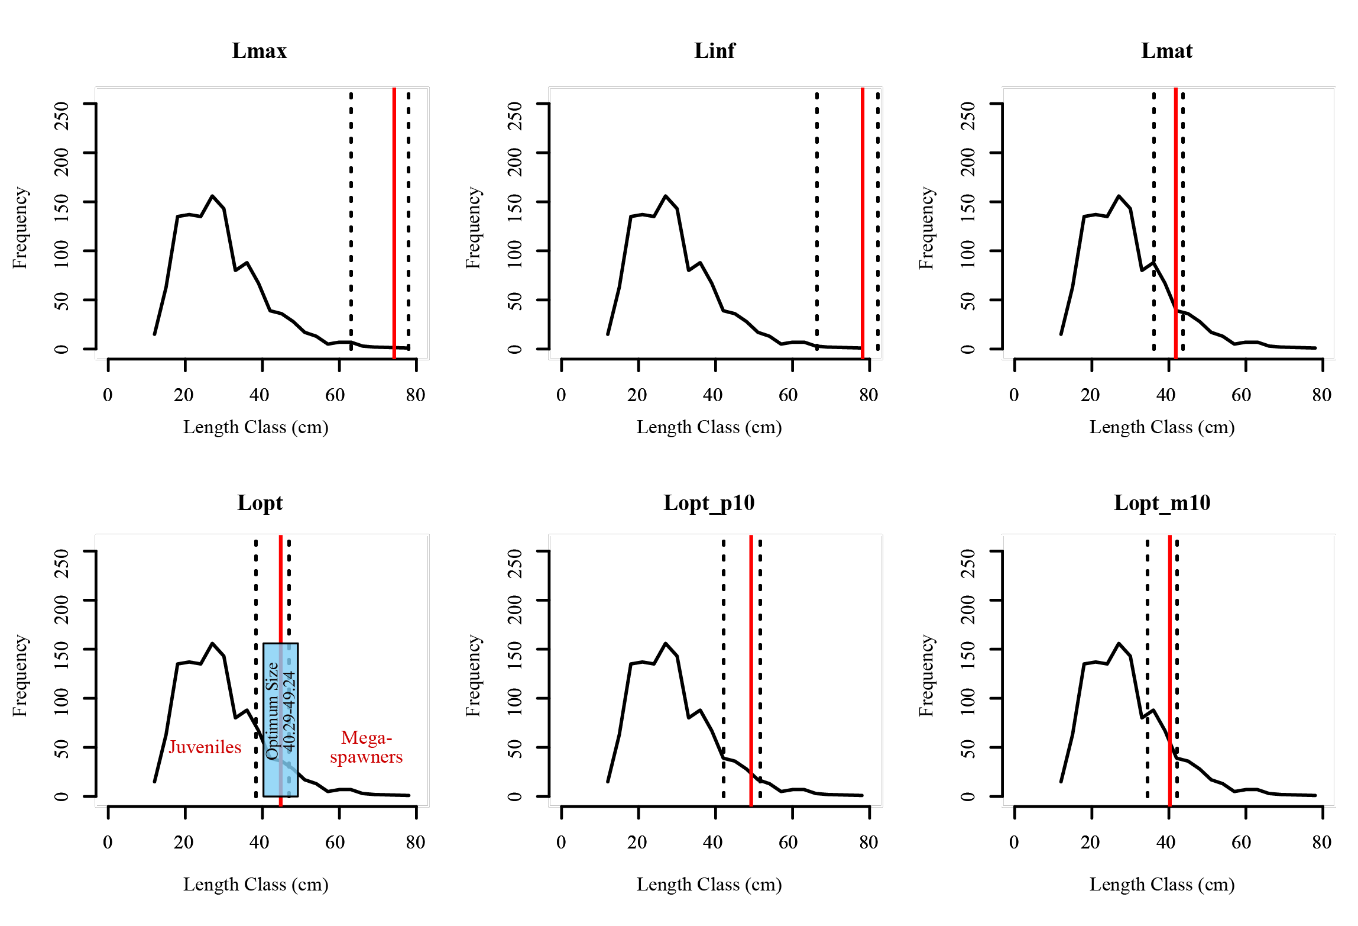 Lmax
Frequency
0
50
100
150
200
250
0 20 40 60 80
Length Class (cm)
Linf
Frequency
0
50
100
150
200
250
0 20 40 60 80
Length Class (cm)
Lmat
Frequency
0
50
100
150
200
250
0 20 40 60 80
Length Class (cm)
Lopt
Frequency
0
50
100
150
200
250
Juveniles
Optimum Size
40.29-49.24
Mega-
spawners
0 20 40 60 80
Length Class (cm)
Lopt_p10
Frequency
0
50
100
150
200
250
0 20 40 60 80
Length Class (cm)
Lopt_m10
Frequency
0
50
100
150
200
250
0 20 40 60 80
Length Class (cm)